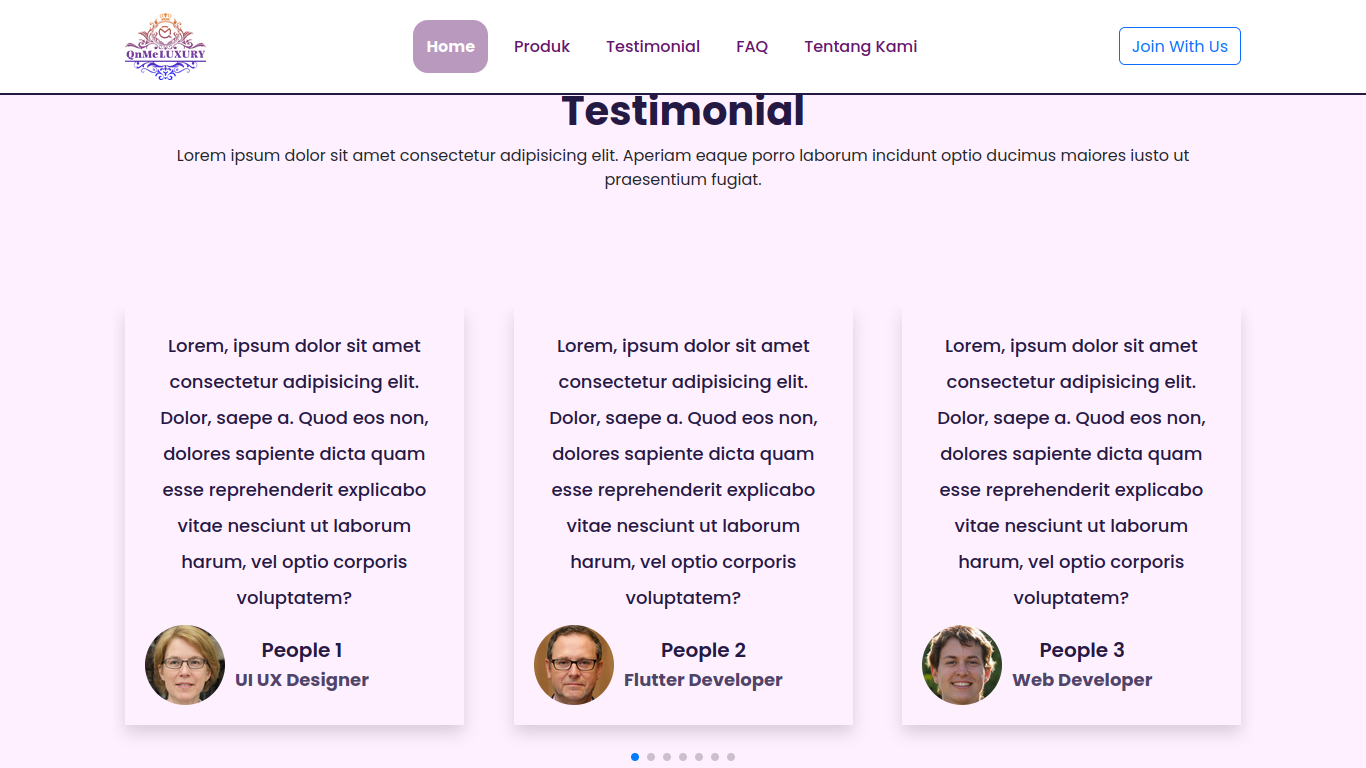 QnMeLUXURY
Home
Produk
Testimonial
FAQ
Tentang Kami
Join With Us
Testimonial
Lorem ipsum dolor sit amet consectetur adipisicing elit. Aperiam eaque porro laborum incidunt optio ducimus maiores iusto ut
praesentium fugiat.
Lorem, ipsum dolor sit amet
consectetur adipisicing elit.
Dolor, saepe a. Quod eos non,
dolores sapiente dicta quam
esse reprehenderit explicabo
vitae nesciunt ut laborum
harum, vel optio corporis
voluptatem?
People 1
UI UX Designer
Lorem, ipsum dolor sit amet
consectetur adipisicing elit.
Dolor, saepe a. Quod eos non,
dolores sapiente dicta quam
esse reprehenderit explicabo
vitae nesciunt ut laborum
harum, vel optio corporis
voluptatem?
People 2
Flutter Developer
Lorem, ipsum dolor sit amet
consectetur adipisicing elit.
Dolor, saepe a. Quod eos non,
dolores sapiente dicta quam
esse reprehenderit explicabo
vitae nesciunt ut laborum
harum, vel optio corporis
voluptatem?
People 3
Web Developer